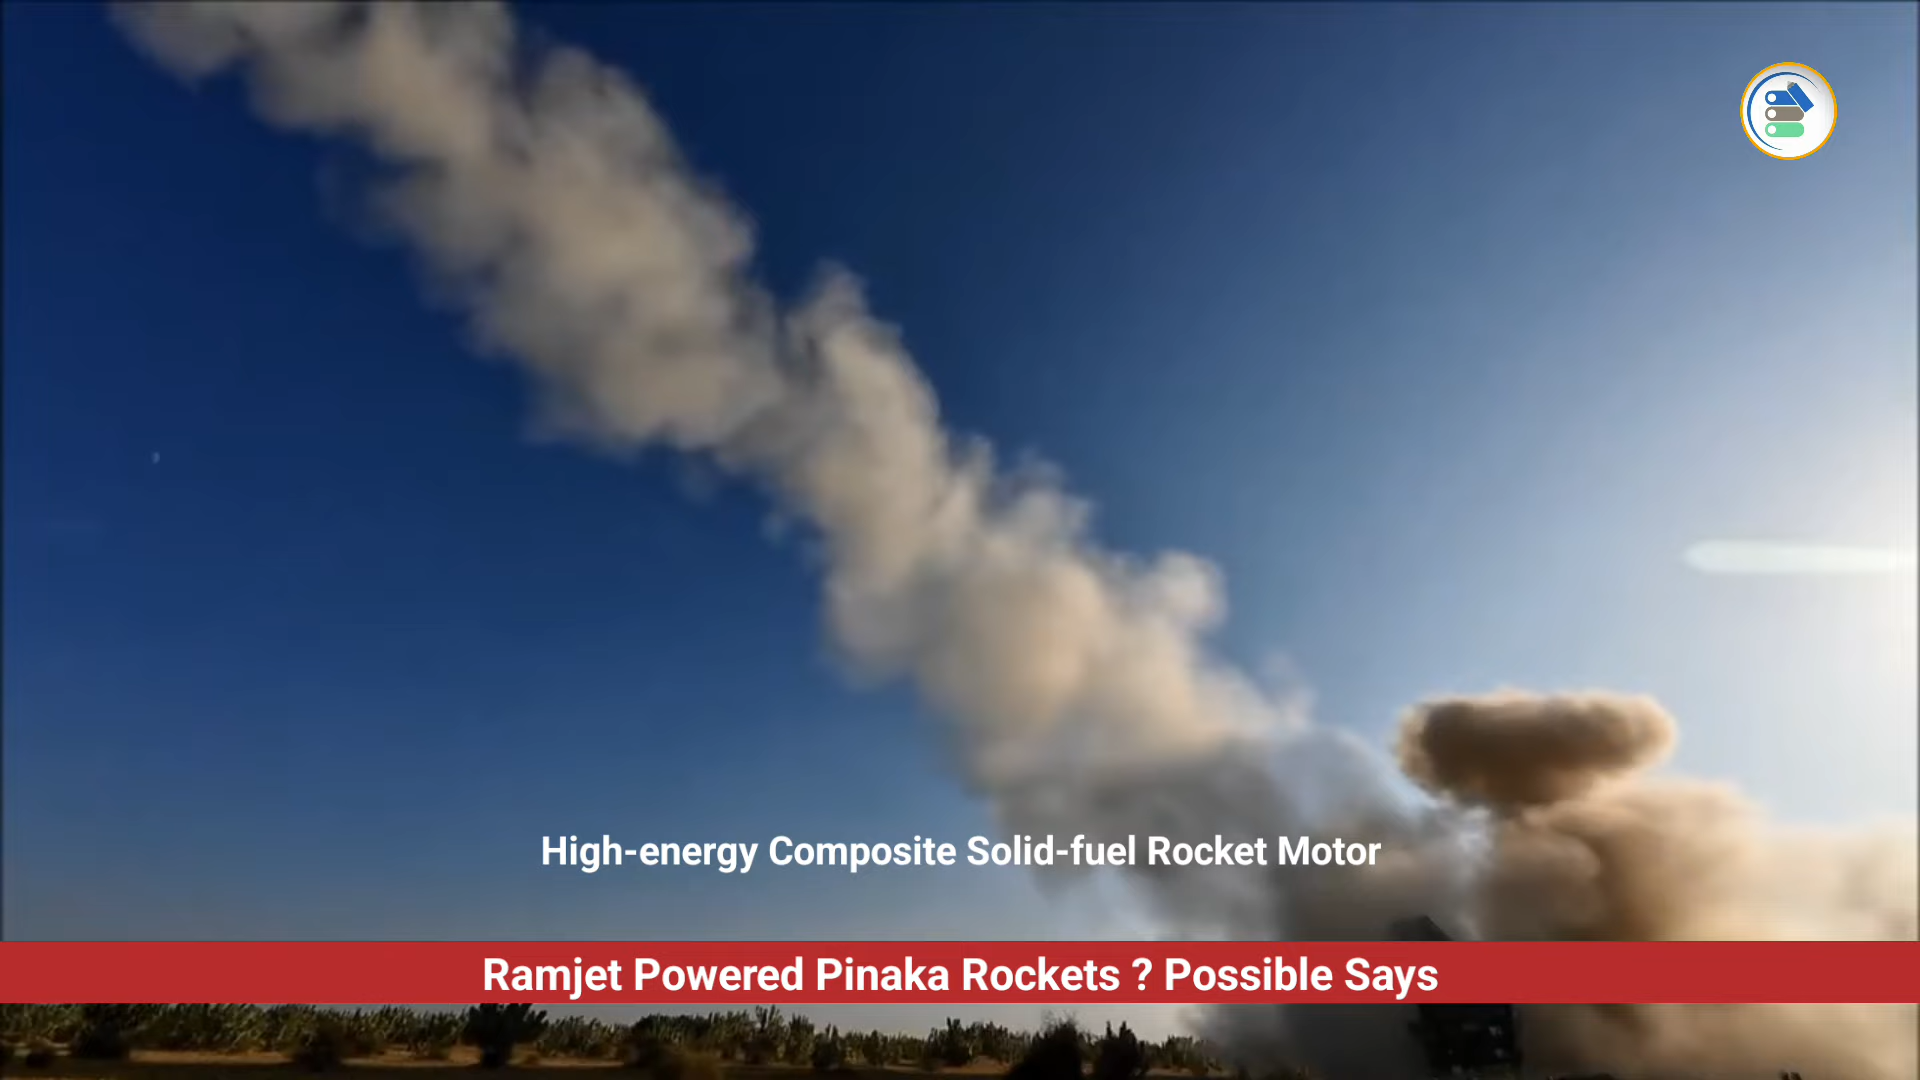 High-energy Composite Solid-fuel Rocket Motor
Ramjet Powered Pinaka Rockets ? Possible Says